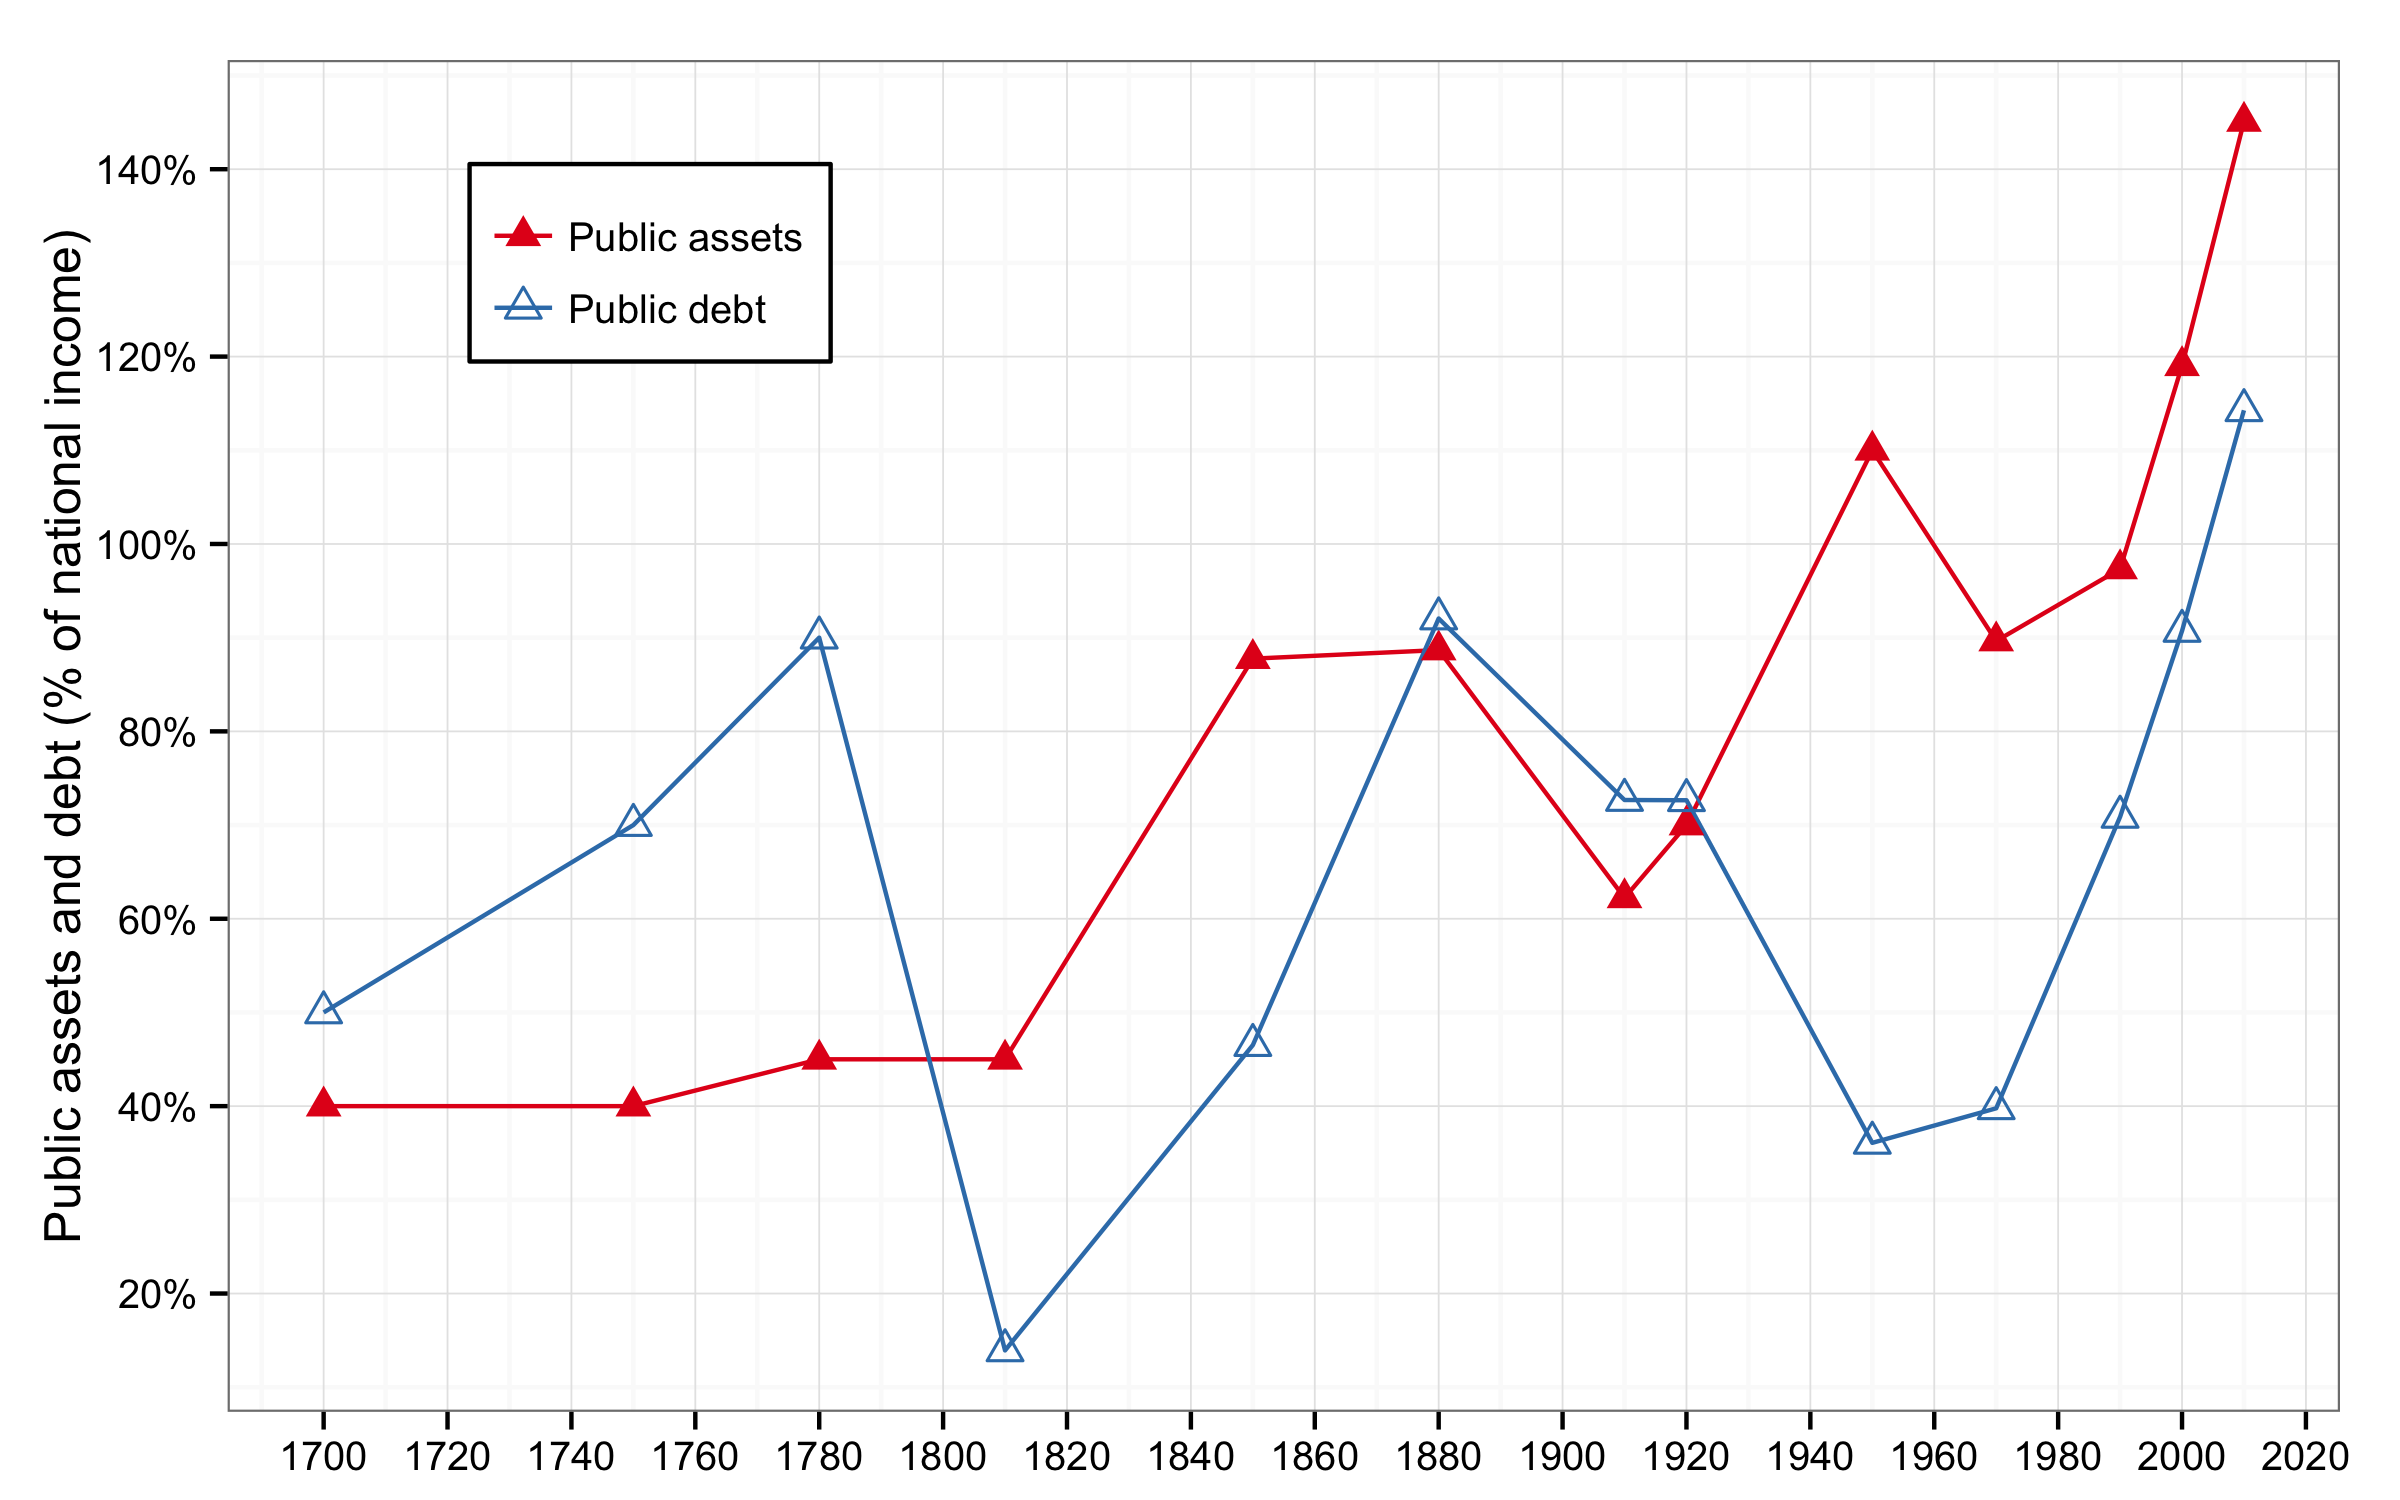 Public assets and debt (% of national income)
140%
120%
100%
80%
60%
40%
20%
Public assets
Public debt
1700 1720 1740 1760 1780 1800 1820 1840 1860 1880 1900 1920 1940 1960 1980 2000 2020